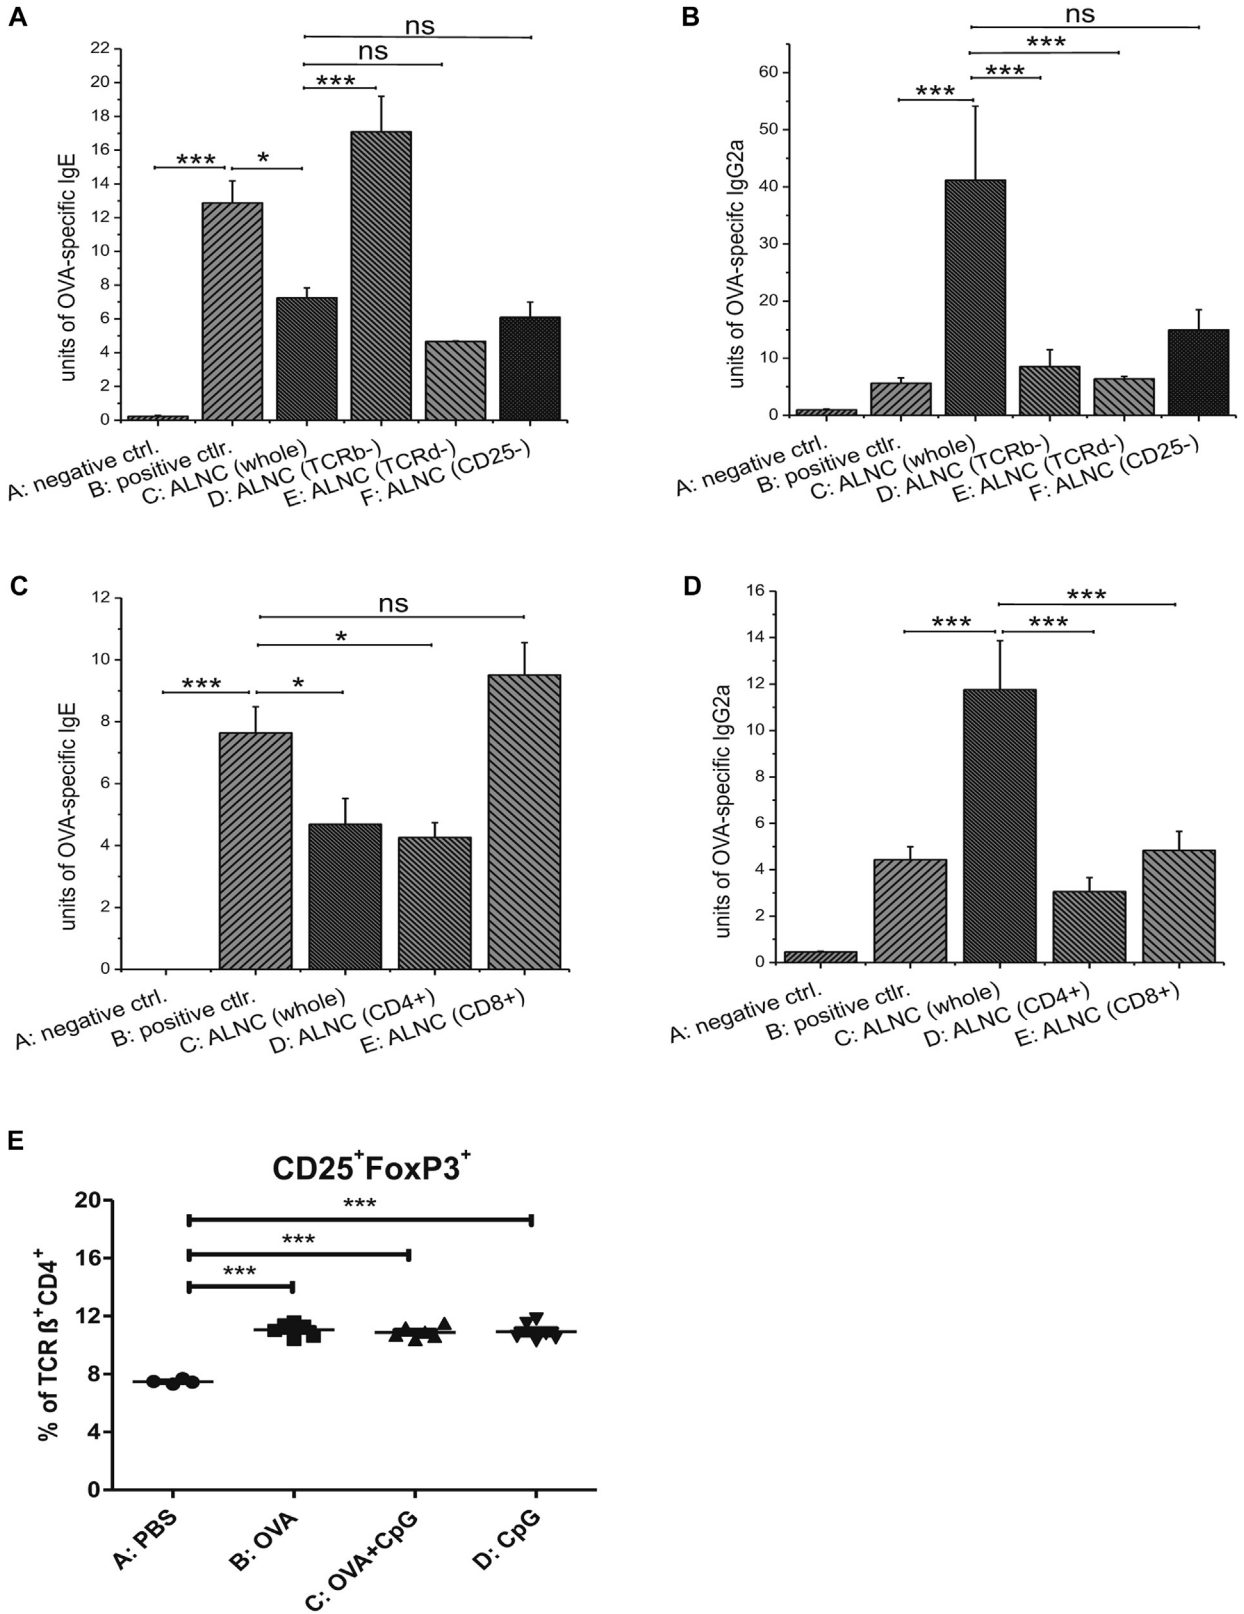 A
ns
ns
***
***
*
22
20
18
16
14
12
10
8
6
4
2
0
units of OVA-specific IgE
A: negative ctrl.
B: positive ctlr.
C: ALNC (whole)
D: ALNC (TCRb-)
E: ALNC (TCRd-)
F: ALNC (CD25-)
B
ns
***
***
***
60
50
40
30
20
10
0
units of OVA-specifc IgG2a
A: negative ctrl.
B: positive ctlr.
C: ALNC (whole)
D: ALNC (TCRb-)
E: ALNC (TCRd-)
F: ALNC (CD25-)
C
ns
*
***
*
12
10
8
6
4
2
0
units of OVA-specific IgE
A: negative ctrl.
B: positive ctlr.
C: ALNC (whole)
D: ALNC (CD4+)
E: ALNC (CD8+)
D
***
***
***
16
14
12
10
8
6
4
2
0
units of OVA-specific IgG2a
A: negative ctrl.
B: positive ctlr.
C: ALNC (whole)
D: ALNC (CD4+)
E: ALNC (CD8+)
E
CD25+FoxP3+
***
***
***
20
16
12
8
4
0
% of TCR ß+CD4+
A: PBS
B: OVA
C: OVA+CpG
D: CpG